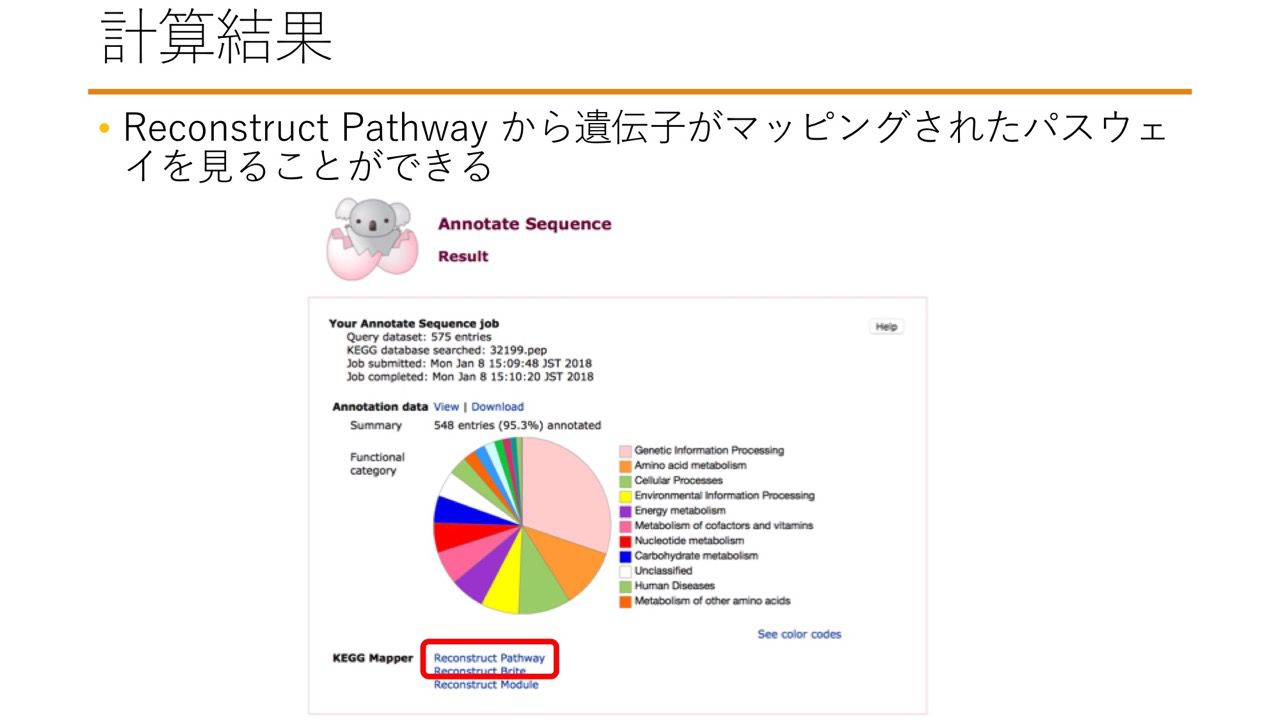 計算結果
• Reconstruct Pathway から遺伝子がマッピングされたパスウェ
イを見ることができる
Annotate Sequence
Result
Your Annotate Sequence job
Help
Query dataset: 575 entries
KEGG database searched: 32199.pep
Job submitted: Mon Jan 8 15:09:48 JST 2018
Job completed: Mon Jan 8 15:10:20 JST 2018
Annotation data View | Download
Summary 548 entries (95.3%) annotated
Functional
category
Genetic Information Processing
Amino acid metabolism
Cellular Processes
Environmental Information Processing
Energy metabolism
Metabolism of cofactors and vitamins
Nucleotide metabolism
Carbohydrate metabolism
Unclassified
Human Diseases
Metabolism of other amino acids
See color codes
KEGG Mapper Reconstruct Pathway
Reconstruct Brite
Reconstruct Module